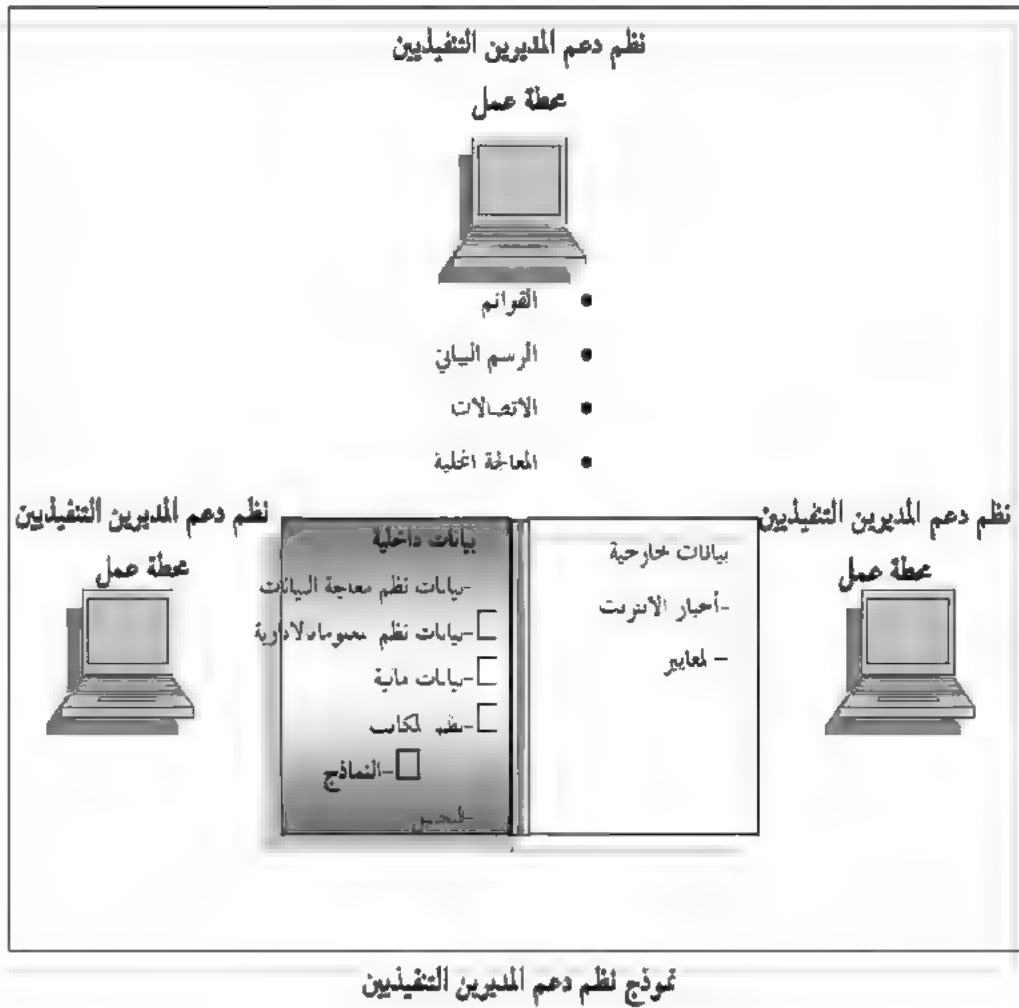 نظم دعم المديرين التنفيذيين
محطة عمل
• القوائم
• الرسم البياني
• الاتصالات
• المعالجة المحلية
نظم دعم المديرين التنفيذيين
محطة عمل
بيانات خارجية
-أخبار الانترنت
- المعايير
بيانات داخلية
-بيانات نظم معالجة البيانات
-بيانات نظم معلومات الادارية
-بيانات مالية
-نظم المكاتب
-النماذج
نظم دعم المديرين التنفيذيين
محطة عمل
نموذج نظم دعم المديرين التنفيذيين